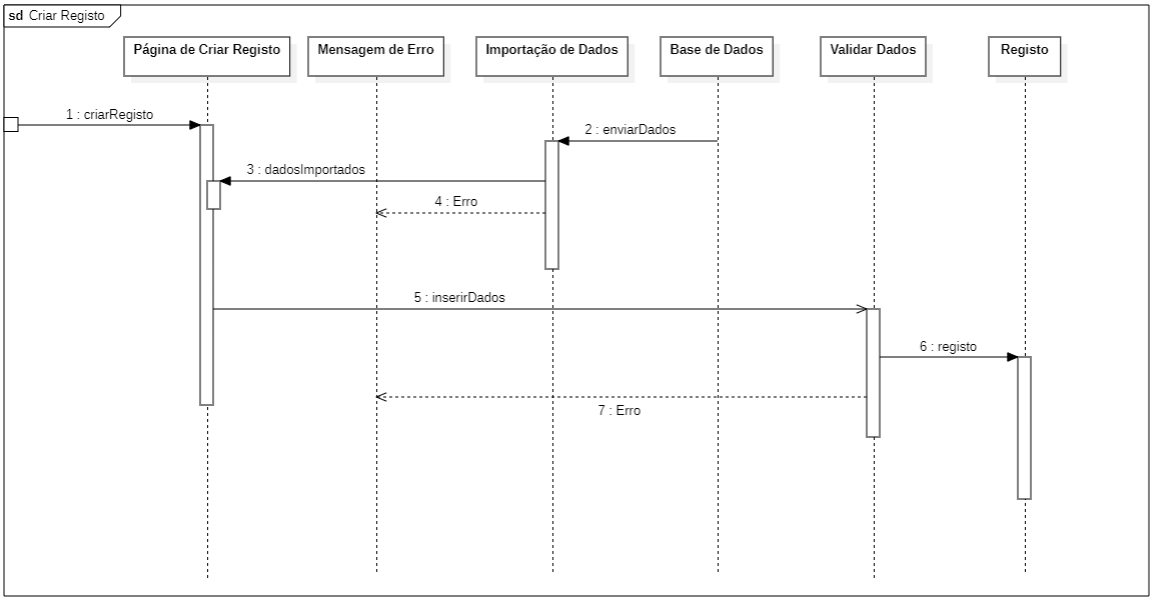 sd Criar Registo
Página de Criar Registo
Mensagem de Erro
Importação de Dados
Base de Dados
Validar Dados
Registo
1 : criarRegisto
2 : enviarDados
3 : dadosImportados
4 : Erro
5 : inserirDados
6 : registo
7 : Erro